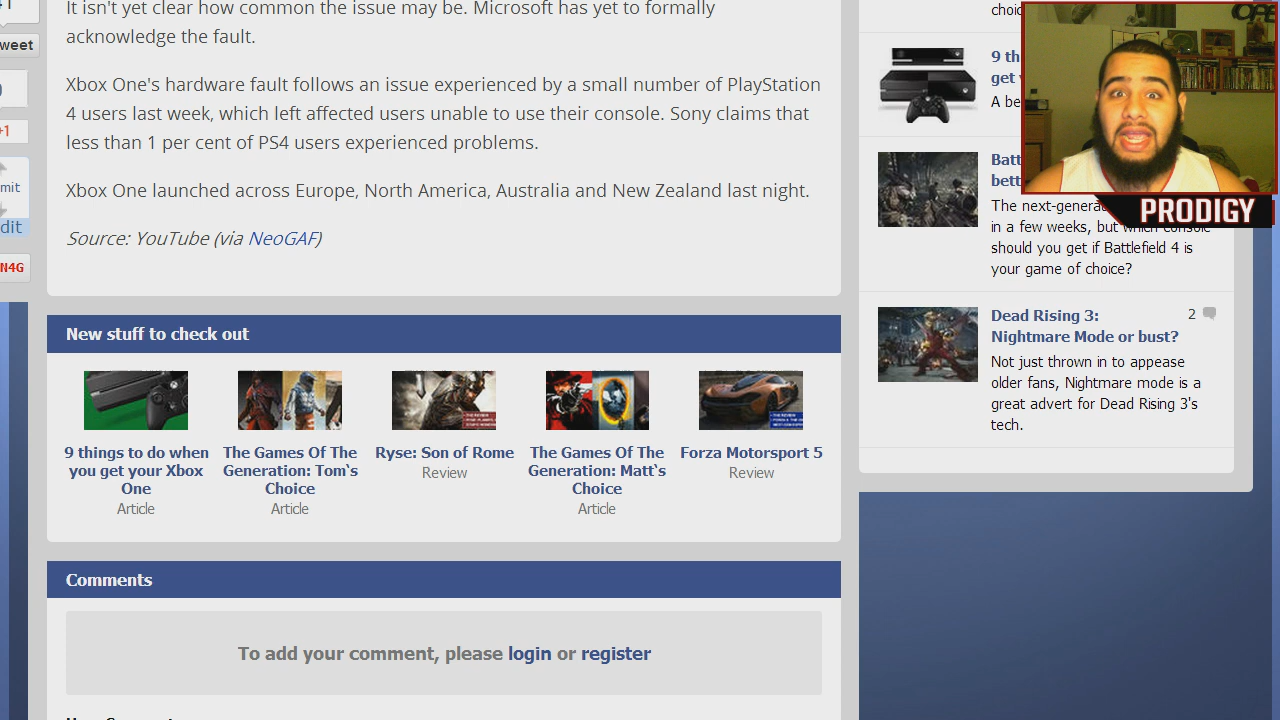 It isn't yet clear how common the issue may be. Microsoft has yet to formally
acknowledge the fault.
Xbox One's hardware fault follows an issue experienced by a small number of PlayStation
4 users last week, which left affected users unable to use their console. Sony claims that
less than 1 per cent of PS4 users experienced problems.
Xbox One launched across Europe, North America, Australia and New Zealand last night.
Source: YouTube (via NeoGAF)
New stuff to check out
9 things to do when
you get your Xbox
One
Article
The Games Of The
Generation: Tom's
Choice
Article
Ryse: Son of Rome
Review
The Games Of The
Generation: Matt's
Choice
Article
Forza Motorsport 5
Review
Comments
To add your comment, please login or register
weet
+1
mit
dit
N4G
choic
9 th
get
A be
Batt
bett
The next-generat
in a few weeks, but which console
should you get if Battlefield 4 is
your game of choice?
Dead Rising 3:
Nightmare Mode or bust?
2
Not just thrown in to appease
older fans, Nightmare mode is a
great advert for Dead Rising 3's
tech.
PRODIGY